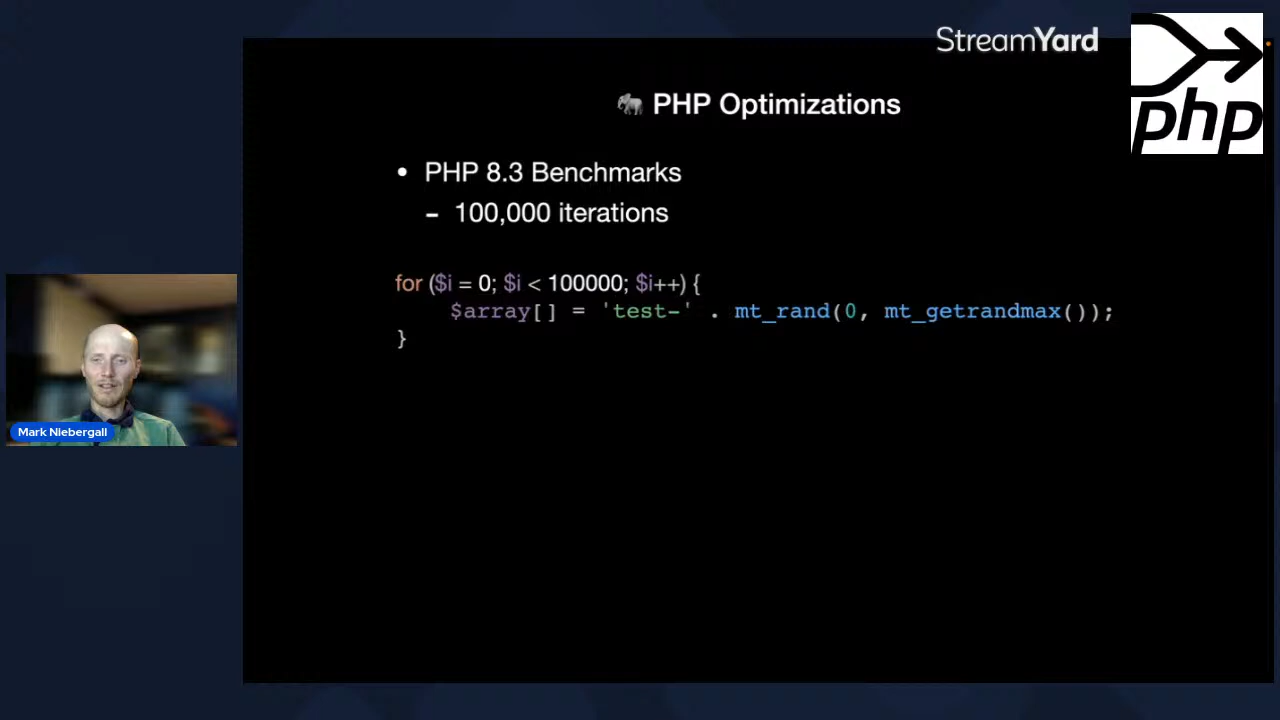 StreamYard
php
🐘 PHP Optimizations
• PHP 8.3 Benchmarks
- 100,000 iterations
for ($i = 0; $i < 100000; $i++) {
    $array[] = 'test-' . mt_rand(0, mt_getrandmax());
}
Mark Niebergall